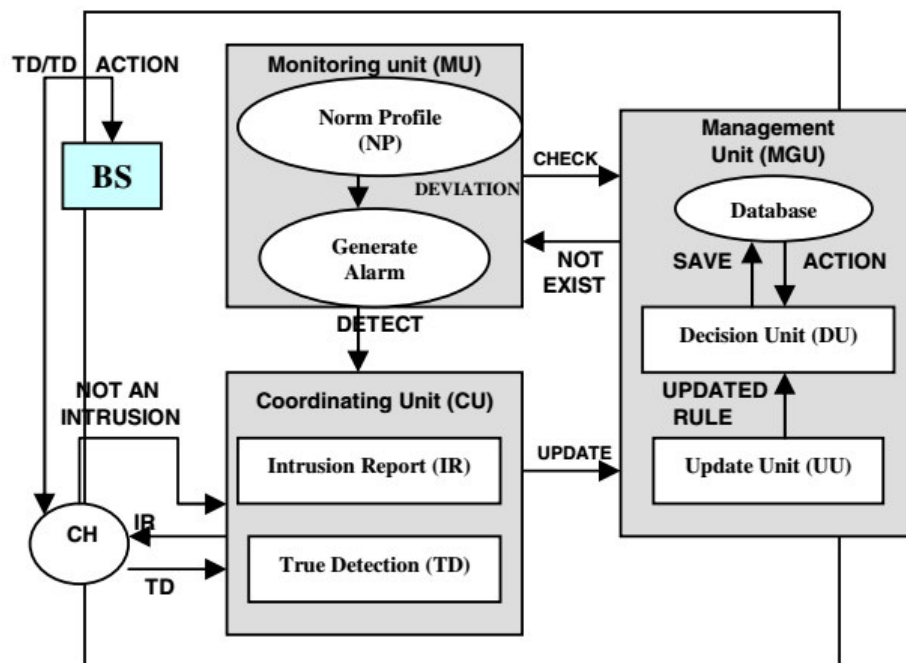 TD/TD ACTION
BS
Monitoring unit (MU)
Norm Profile
(NP)
DEVIATION
Generate
Alarm
CHECK
NOT
EXIST
Management
Unit (MGU)
Database
SAVE
ACTION
Decision Unit (DU)
UPDATED
RULE
Update Unit (UU)
DETECT
NOT AN
INTRUSION
Coordinating Unit (CU)
Intrusion Report (IR)
UPDATE
CH
IR
True Detection (TD)
TD